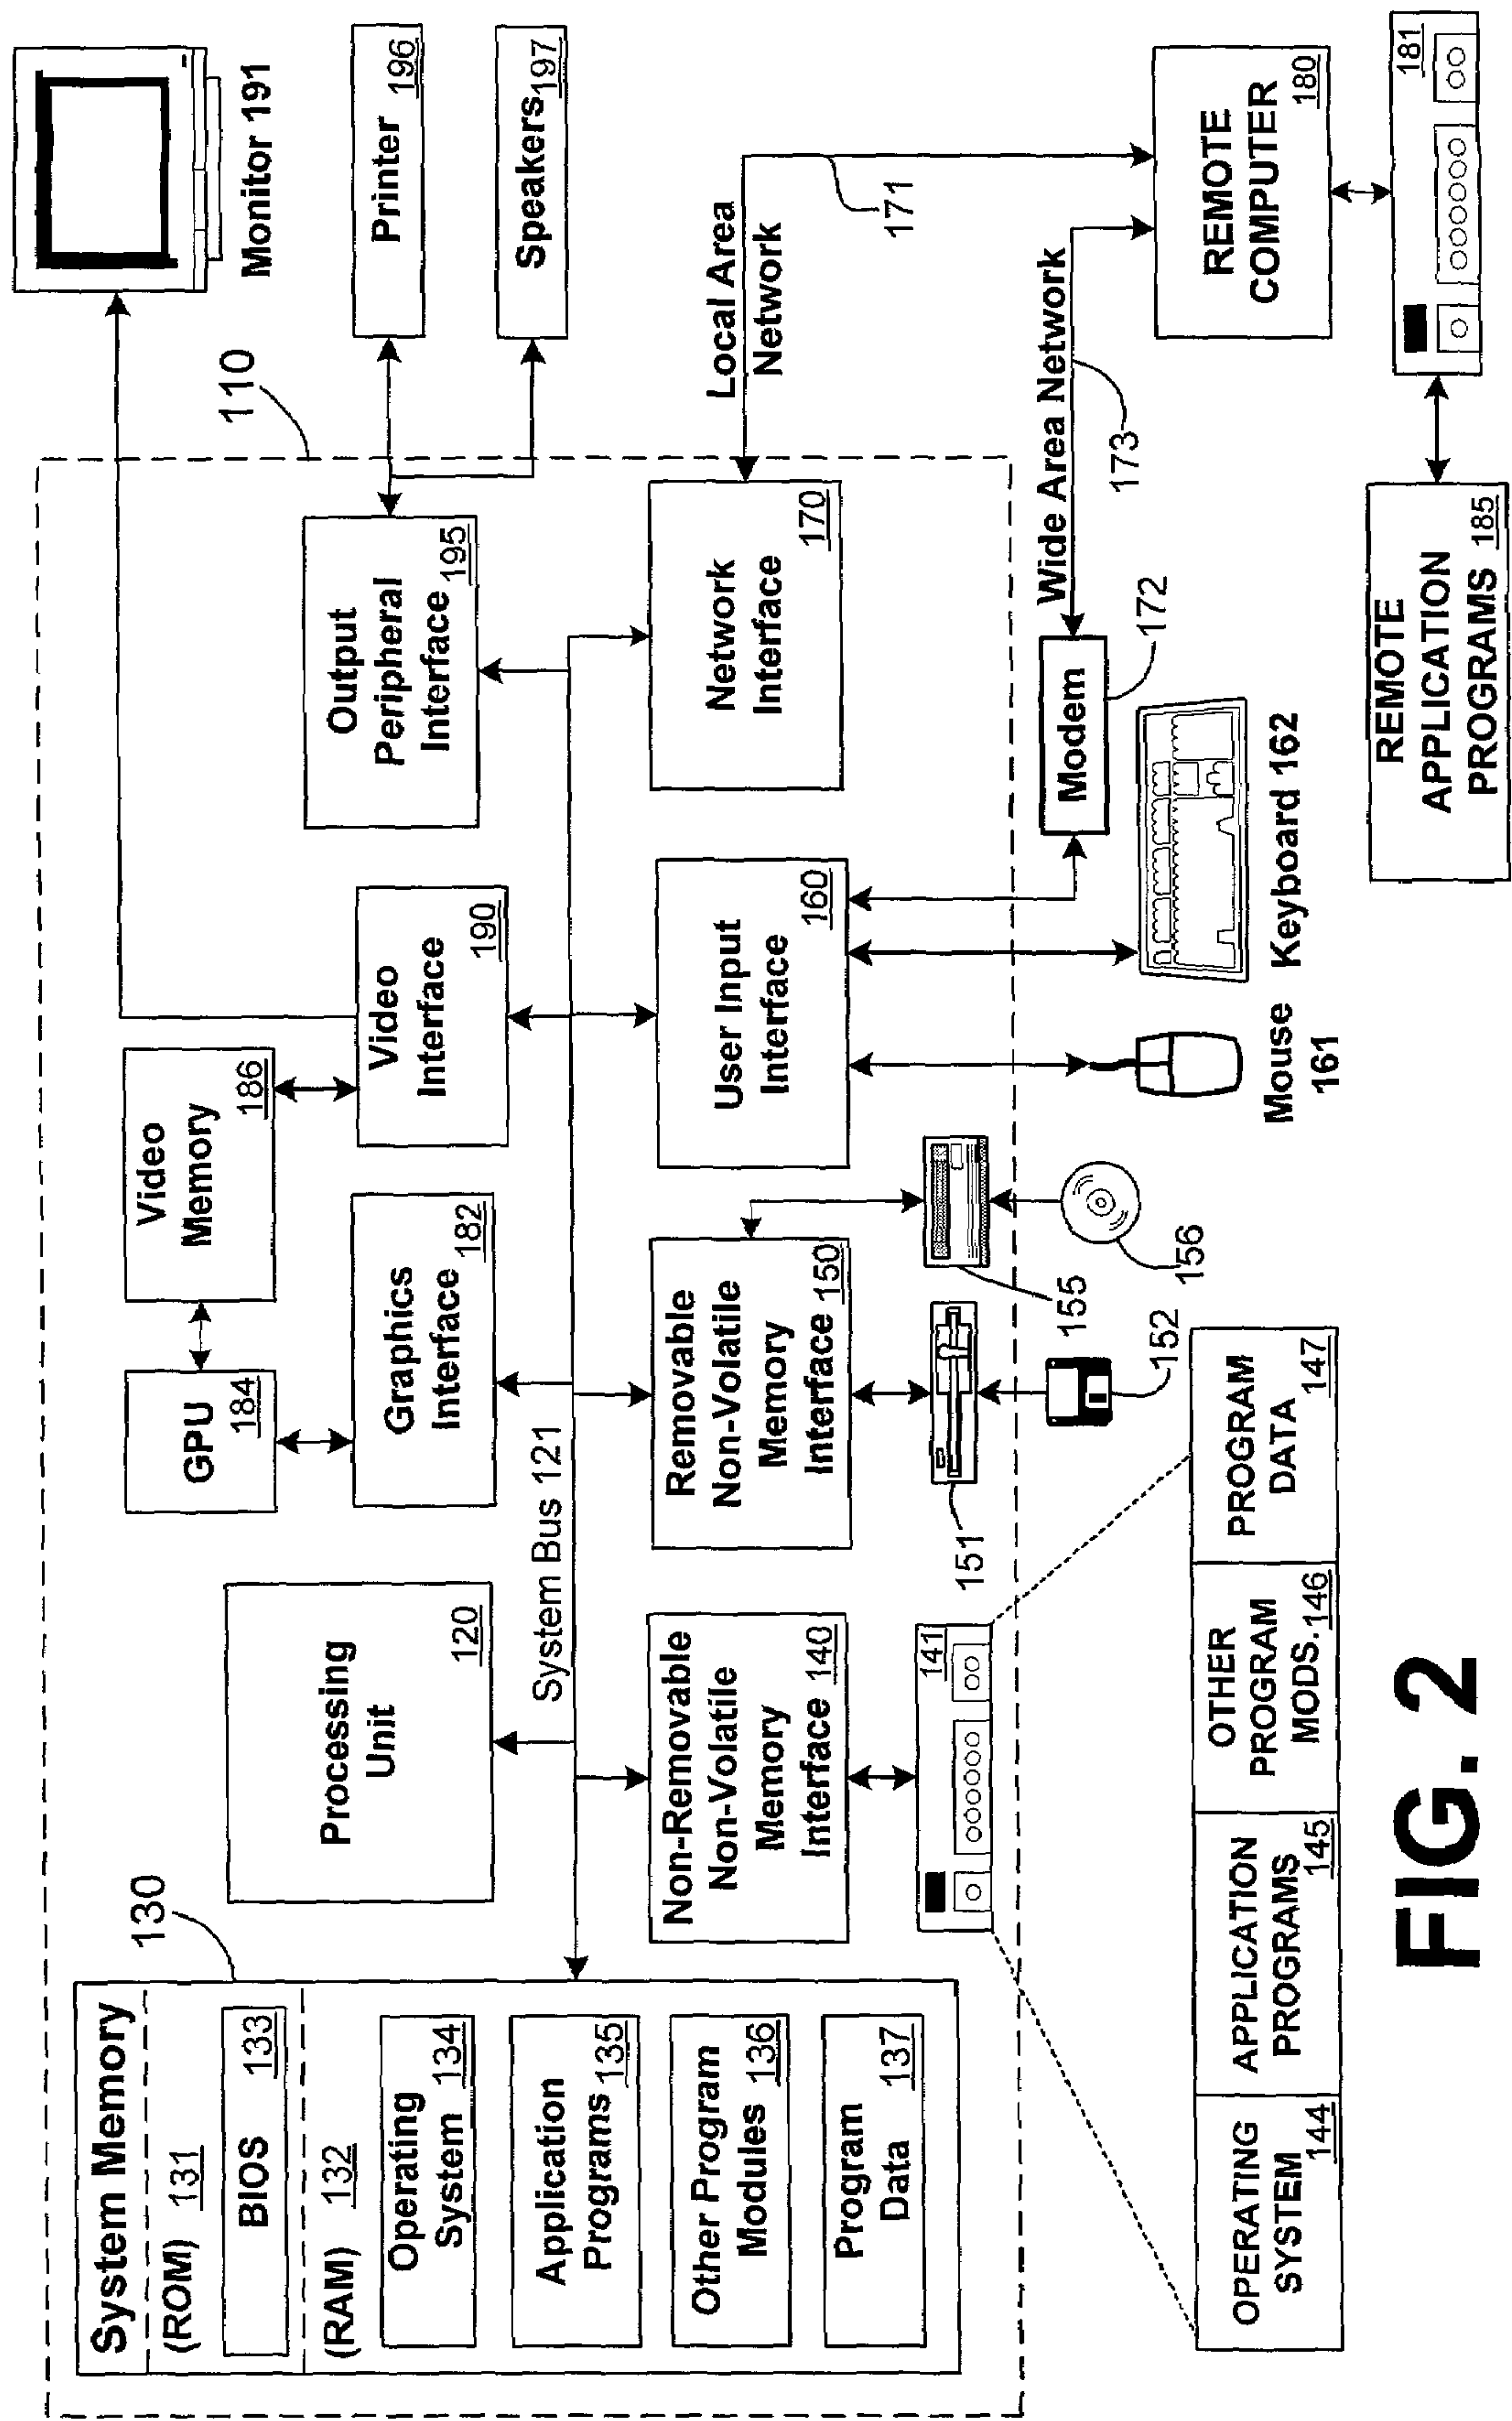 System Memory
(ROM) 131
BIOS 133
(RAM) 132
Operating
System 134
Application
Programs 135
Other Program
Modules 136
Program
Data 137
130
Processing
Unit
120
System Bus 121
GPU
184
Video
Memory
186
Graphics
Interface
182
Video
Interface
190
Output
Peripheral
Interface
195
110
Monitor 191
Printer
196
Speakers
197
Non-Removable
Non-Volatile
Memory
Interface 140
Removable
Non-Volatile
Memory
Interface 150
User Input
Interface
160
Network
Interface
170
Local Area
Network
171
141
151
152
155
156
Mouse
161
Keyboard 162
Modem
172
Wide Area Network
173
REMOTE
COMPUTER
180
181
REMOTE
APPLICATION
PROGRAMS 185
OPERATING
SYSTEM 144
APPLICATION
PROGRAMS 145
OTHER
PROGRAM
MODS. 146
PROGRAM
DATA 147
FIG. 2